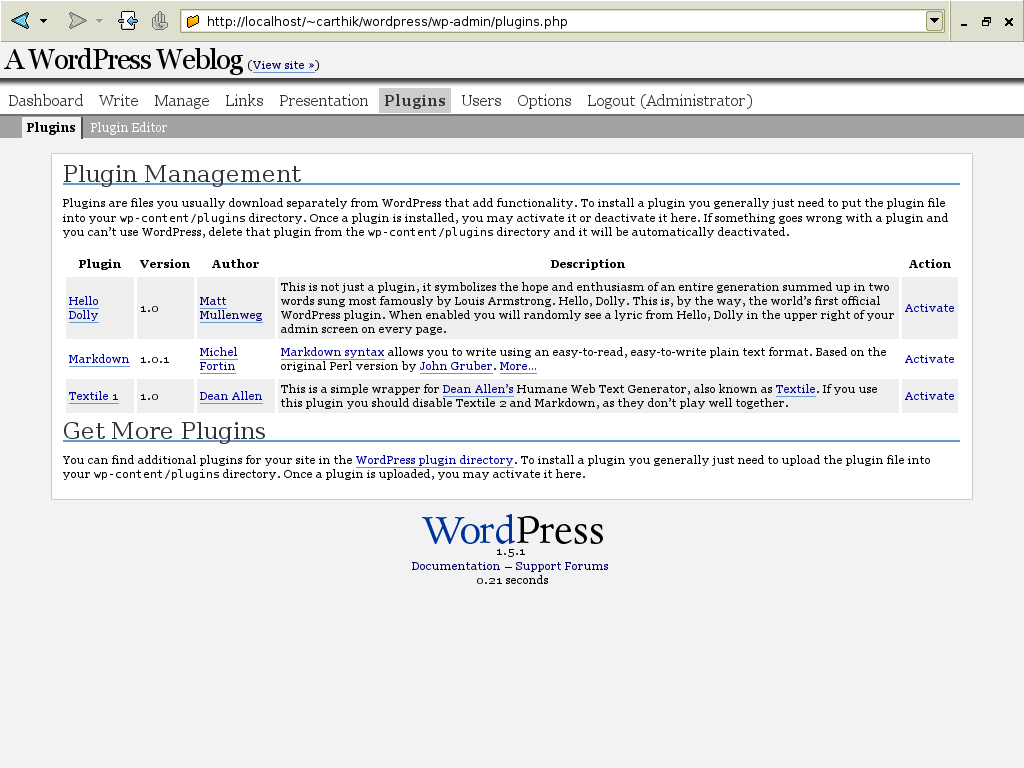 http://localhost/~carthik/wordpress/wp-admin/plugins.php
A WordPress Weblog (View site »)
Dashboard Write Manage Links Presentation Plugins Users Options Logout (Administrator)
Plugins Plugin Editor
Plugin Management
Plugins are files you usually download separately from WordPress that add functionality. To install a plugin you generally just need to put the plugin file
into your wp-content/plugins directory. Once a plugin is installed, you may activate it or deactivate it here. If something goes wrong with a plugin and
you can't use WordPress, delete that plugin from the wp-content/plugins directory and it will be automatically deactivated.
Plugin Version Author Description Action
Hello
Dolly
1.0
Matt
Mullenweg
This is not just a plugin, it symbolizes the hope and enthusiasm of an entire generation summed up in two
words sung most famously by Louis Armstrong. Hello, Dolly. This is, by the way, the world's first official
WordPress plugin. When enabled you will randomly see a lyric from Hello, Dolly in the upper right of your
admin screen on every page.
Activate
Markdown
1.0.1
Michel
Fortin
Markdown syntax allows you to write using an easy-to-read, easy-to-write plain text format. Based on the
original Perl version by John Gruber. More...
Activate
Textile 1
1.0
Dean Allen
This is a simple wrapper for Dean Allen's Humane Web Text Generator, also known as Textile. If you use
this plugin you should disable Textile 2 and Markdown, as they don't play well together.
Activate
Get More Plugins
You can find additional plugins for your site in the WordPress plugin directory. To install a plugin you generally just need to upload the plugin file into
your wp-content/plugins directory. Once a plugin is uploaded, you may activate it here.
WordPress
1.5.1
Documentation — Support Forums
0.21 seconds